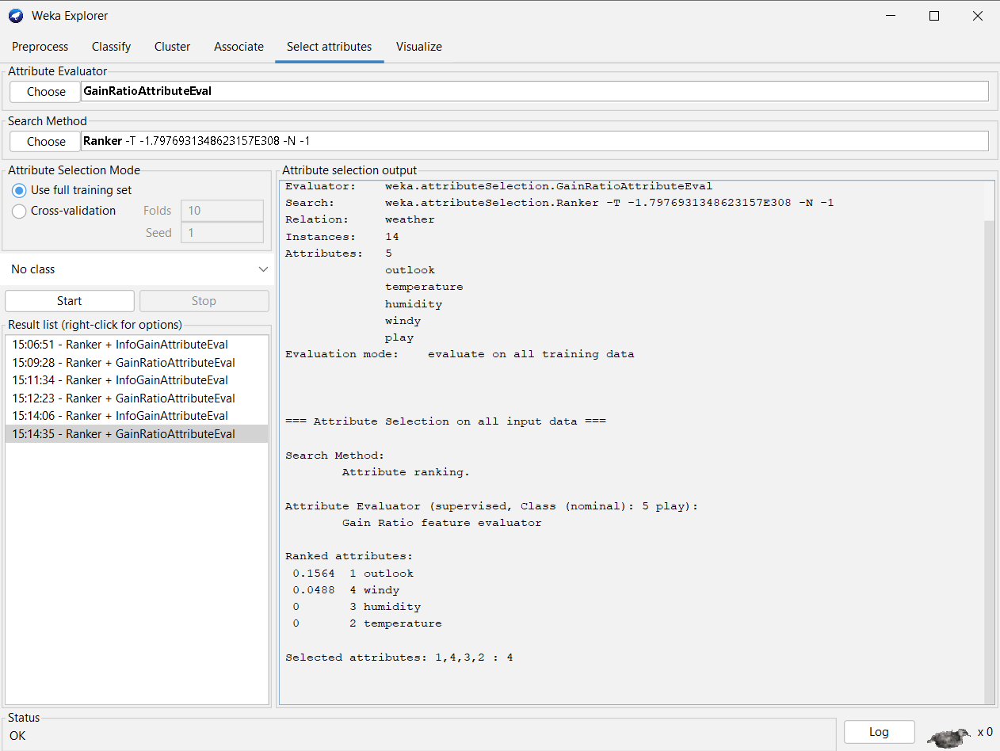 Weka Explorer
Preprocess Classify Cluster Associate Select attributes Visualize
Attribute Evaluator
Choose GainRatioAttributeEval
Search Method
Choose Ranker -T -1.7976931348623157E308 -N -1
Attribute Selection Mode
Use full training set
Cross-validation Folds 10
Seed 1
No class
Start Stop
Result list (right-click for options)
15:06:51 - Ranker + InfoGainAttributeEval
15:09:28 - Ranker + GainRatioAttributeEval
15:11:34 - Ranker + InfoGainAttributeEval
15:12:23 - Ranker + GainRatioAttributeEval
15:14:06 - Ranker + InfoGainAttributeEval
15:14:35 - Ranker + GainRatioAttributeEval
Attribute selection output
Evaluator: weka.attributeSelection.GainRatioAttributeEval
Search: weka.attributeSelection.Ranker -T -1.7976931348623157E308 -N -1
Relation: weather
Instances: 14
Attributes: 5
outlook
temperature
humidity
windy
play
Evaluation mode: evaluate on all training data
=== Attribute Selection on all input data ===
Search Method:
Attribute ranking.
Attribute Evaluator (supervised, Class (nominal): 5 play):
Gain Ratio feature evaluator
Ranked attributes:
0.1564 1 outlook
0.0488 4 windy
0 3 humidity
0 2 temperature
Selected attributes: 1,4,3,2 : 4
Status
OK
Log x 0